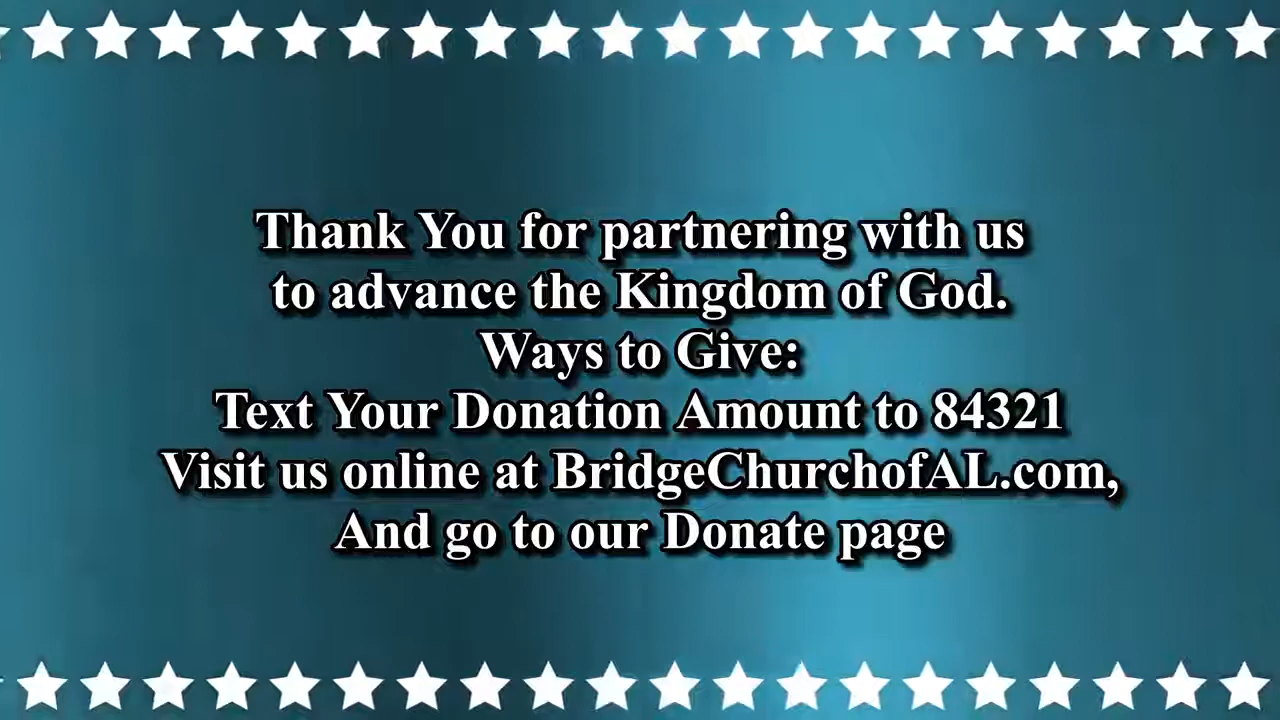 Thank You for partnering with us
to advance the Kingdom of God.
Ways to Give:
Text Your Donation Amount to 84321
Visit us online at BridgeChurchofAL.com,
And go to our Donate page